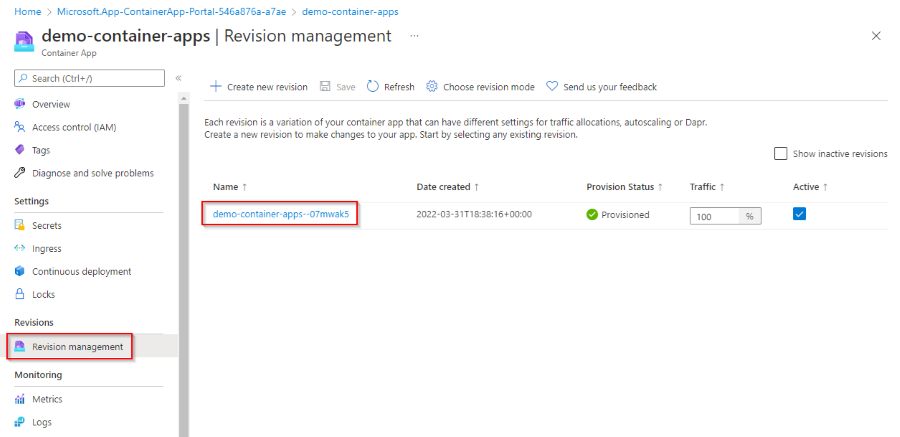 Home > Microsoft.App-ContainerApp-Portal-546a876a-a7ae > demo-container-apps
demo-container-apps | Revision management ...
Container App
Search (Ctrl+/) «
Overview
Access control (IAM)
Tags
Diagnose and solve problems
Settings
Secrets
Ingress
Continuous deployment
Locks
Revisions
Revision management
Monitoring
Metrics
Logs
Create new revision Save Refresh Choose revision mode Send us your feedback
Each revision is a variation of your container app that can have different settings for traffic allocations, autoscaling or Dapr.
Create a new revision to make changes to your app. Start by selecting any existing revision.
Show inactive revisions
Name ↑ Date created ↑ Provision Status ↑ Traffic ↑ Active ↑
demo-container-apps--07mwak5 2022-03-31T18:38:16+00:00 Provisioned 100 %